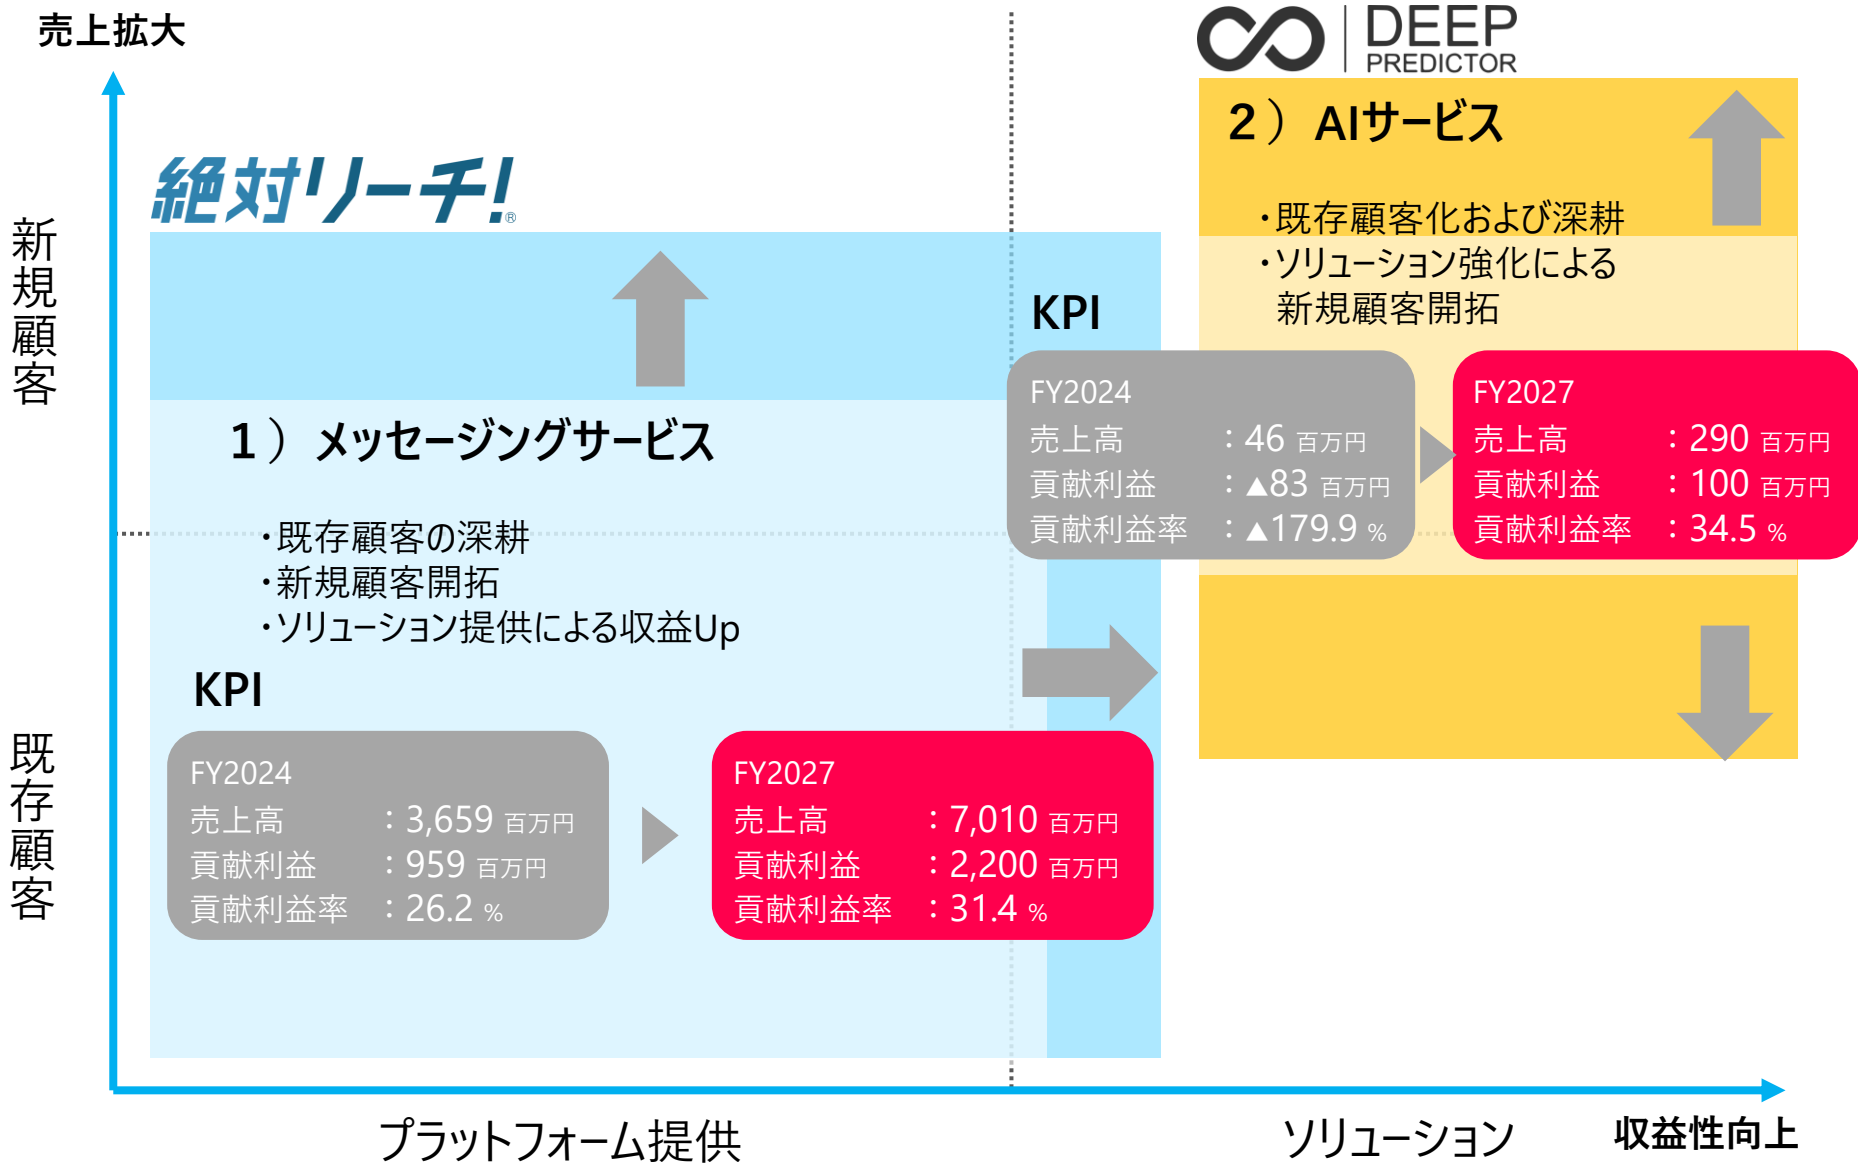 売上拡大
DEEP
PREDICTOR
2）AIサービス
・既存顧客化および深耕
・ソリューション強化による
新規顧客開拓
絶対リーチ!®
新規顧客
KPI
FY2024
売上高 ：46 百万円
貢献利益 ：▲83 百万円
貢献利益率 ：▲179.9 %
FY2027
売上高 ：290 百万円
貢献利益 ：100 百万円
貢献利益率 ：34.5 %
1）メッセージングサービス
・既存顧客の深耕
・新規顧客開拓
・ソリューション提供による収益Up
KPI
既存顧客
FY2024
売上高 ：3,659 百万円
貢献利益 ：959 百万円
貢献利益率 ：26.2 %
FY2027
売上高 ：7,010 百万円
貢献利益 ：2,200 百万円
貢献利益率 ：31.4 %
プラットフォーム提供
ソリューション
収益性向上